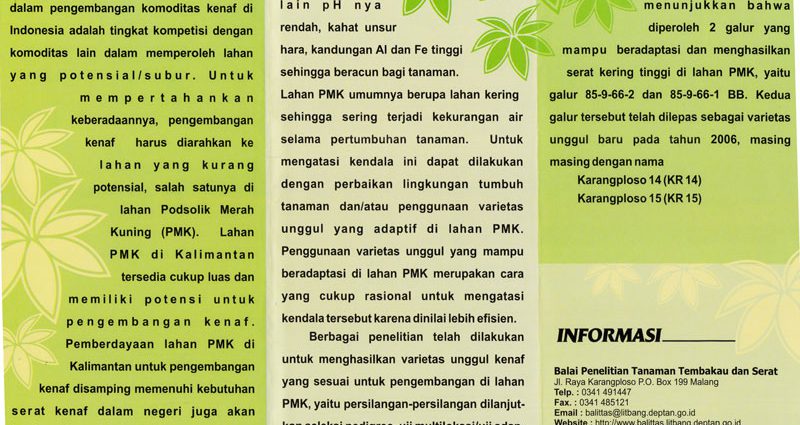 dalam pengembangan komoditas kenaf di
Indonesia adalah tingkat kompetisi dengan
komoditas lain dalam memperoleh lahan
yang potensial/subur. Untuk
mempertahankan
keberadaannya, pengembangan
kenaf harus diarahkan ke
lahan yang kurang
potensial, salah satunya di
lahan Podsolik Merah
Kuning (PMK). Lahan
PMK di Kalimantan
tersedia cukup luas dan
memiliki potensi untuk
pengembangan kenaf.
Pemberdayaan lahan PMK di
Kalimantan untuk pengembangan
kenaf disamping memenuhi kebutuhan
serat kenaf dalam negeri juga akan
lain pH nya
rendah, kahat unsur
hara, kandungan Al dan Fe tinggi
sehingga beracun bagi tanaman.
Lahan PMK umumnya berupa lahan kering
sehingga sering terjadi kekurangan air
selama pertumbuhan tanaman. Untuk
mengatasi kendala ini dapat dilakukan
dengan perbaikan lingkungan tumbuh
tanaman dan/atau penggunaan varietas
unggul yang adaptif di lahan PMK.
Penggunaan varietas unggul yang mampu
beradaptasi di lahan PMK merupakan cara
yang cukup rasional untuk mengatasi
kendala tersebut karena dinilai lebih efisien.
Berbagai penelitian telah dilakukan
untuk menghasilkan varietas unggul kenaf
yang sesuai untuk pengembangan di lahan
PMK, yaitu persilangan-persilangan dilanjut-
kan seleksi pedigree, uji multilokasi/uji adap-
menunjukkan bahwa
diperoleh 2 galur yang
mampu beradaptasi dan menghasilkan
serat kering tinggi di lahan PMK, yaitu
galur 85-9-66-2 dan 85-9-66-1 BB. Kedua
galur tersebut telah dilepas sebagai varietas
unggul baru pada tahun 2006, masing
masing dengan nama
Karangploso 14 (KR 14)
Karangploso 15 (KR 15)
INFORMASI
Balai Penelitian Tanaman Tembakau dan Serat
Jl. Raya Karangploso P.O. Box 199 Malang
Telp. : 0341 491447
Fax. : 0341 485121
Email : balittas@litbang.deptan.go.id
Website : http://www.balittas.litbang.deptan.go.id